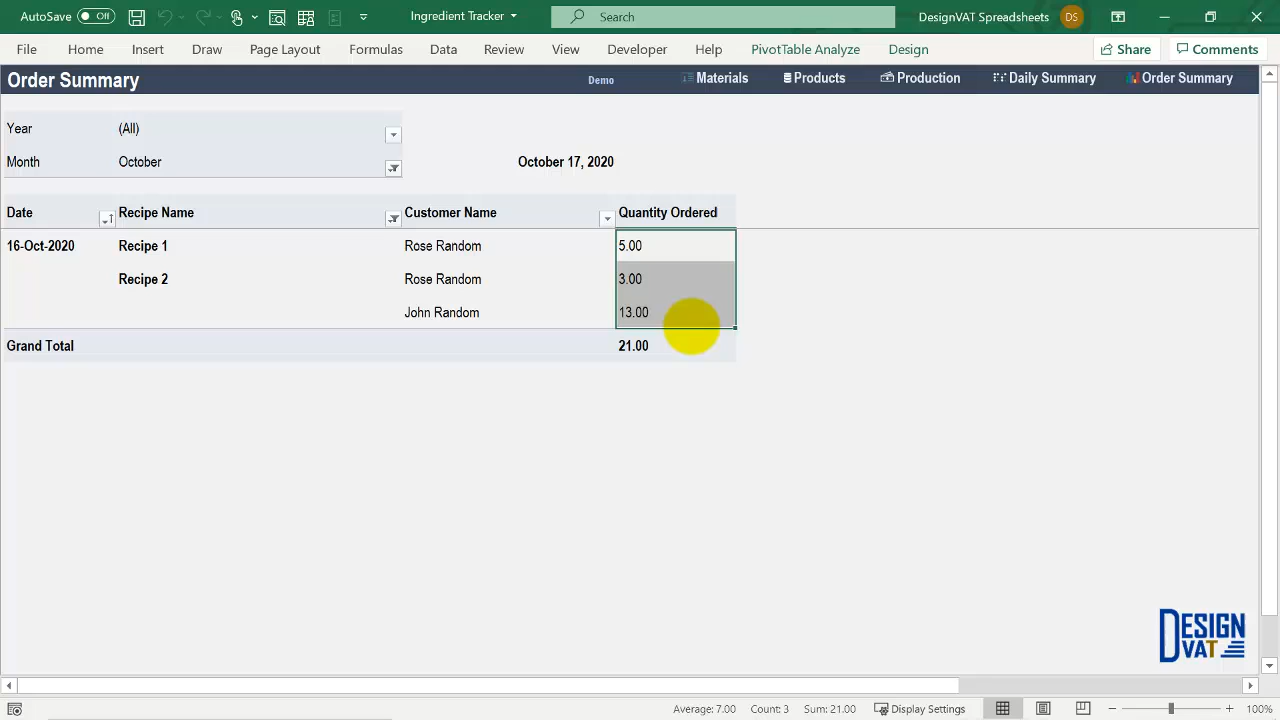 AutoSave Off Ingredient Tracker Search DesignVAT Spreadsheets DS
File Home Insert Draw Page Layout Formulas Data Review View Developer Help PivotTable Analyze Design Share Comments
Order Summary Demo Materials Products Production Daily Summary Order Summary
Year (All)
Month October October 17, 2020
Date Recipe Name Customer Name Quantity Ordered
16-Oct-2020 Recipe 1 Rose Random 5.00
Recipe 2 Rose Random 3.00
John Random 13.00
Grand Total 21.00
DESIGN
VAT
Average: 7.00 Count: 3 Sum: 21.00 Display Settings 100%